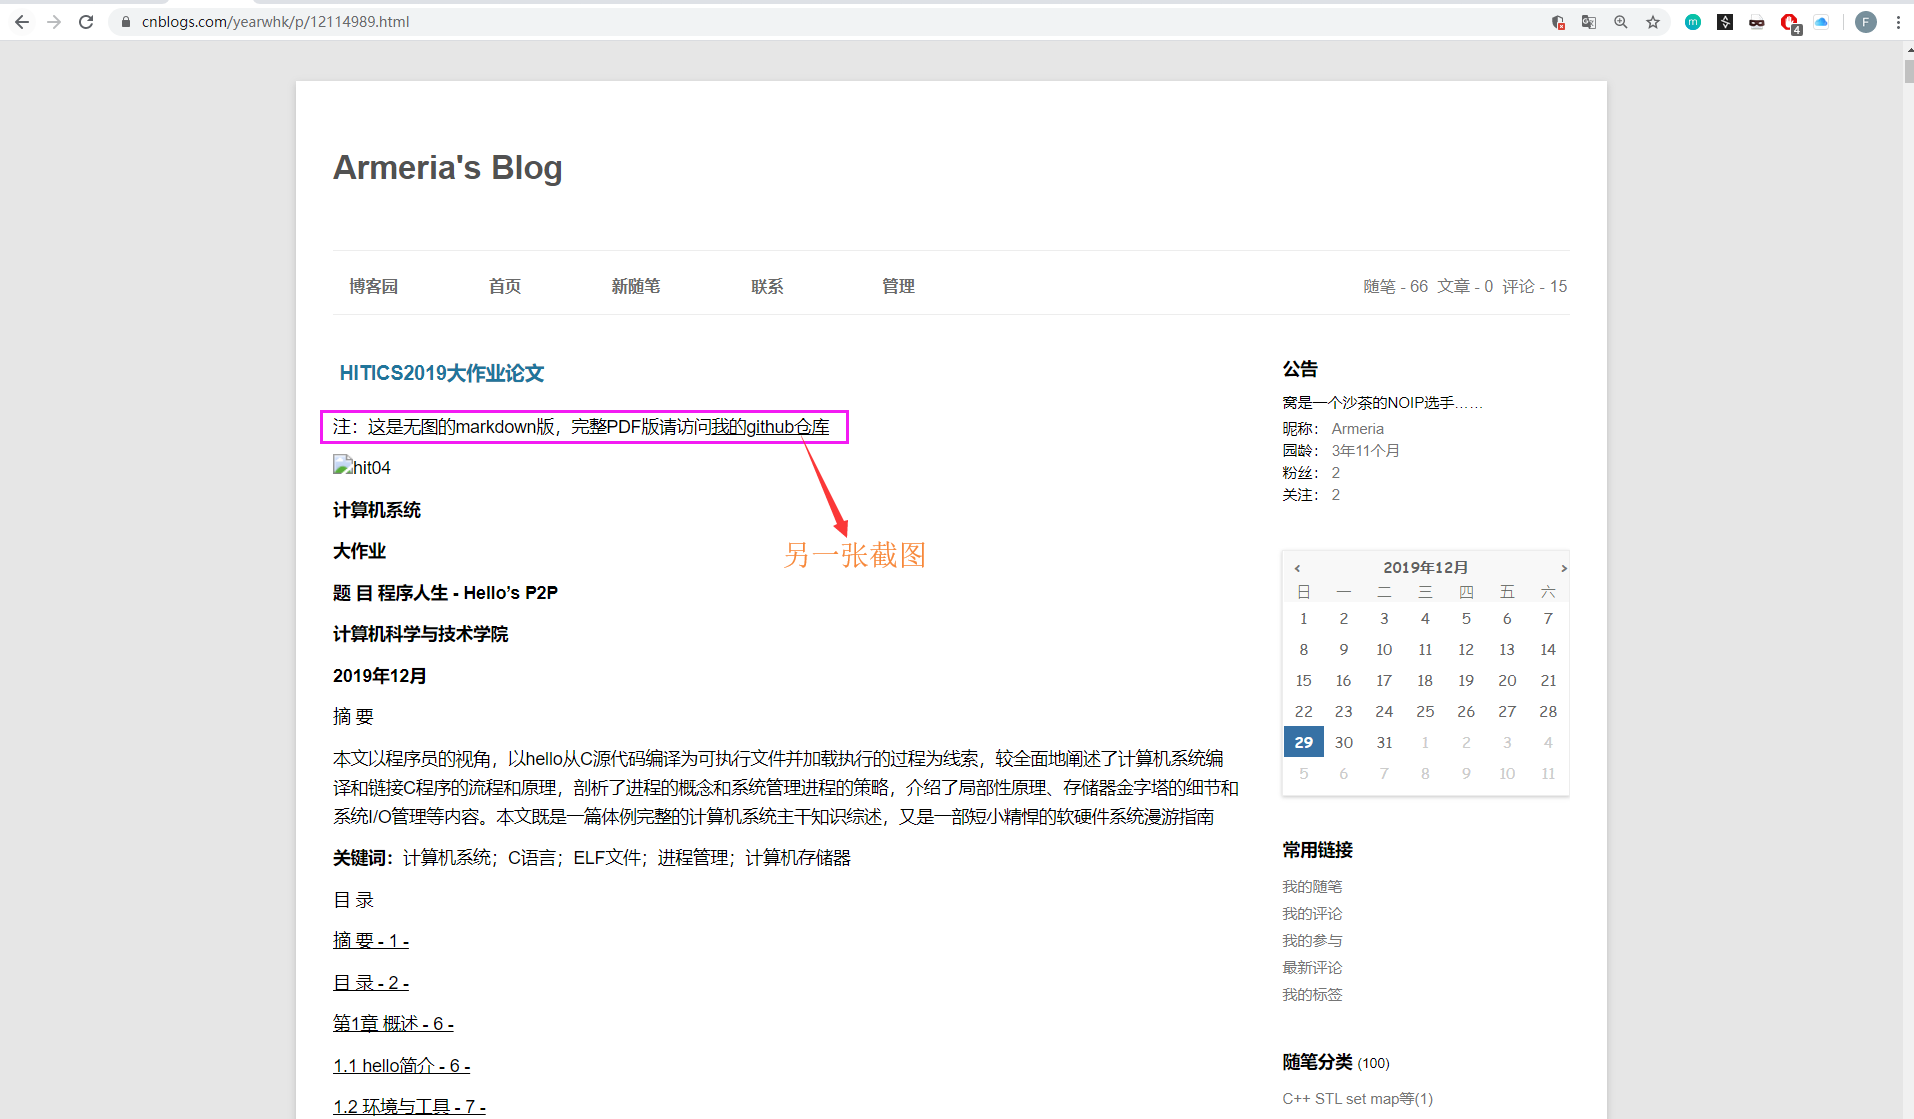 cnblogs.com/yearwhk/p/12114989.html
4
F
Armeria's Blog
博客园 首页 新随笔 联系 管理 随笔 - 66 文章 - 0 评论 - 15
HITICS2019大作业论文
注：这是无图的markdown版，完整PDF版请访问我的github仓库
hit04
另一张截图
计算机系统
大作业
题 目 程序人生 - Hello’s P2P
计算机科学与技术学院
2019年12月
摘 要
本文以程序员的视角，以hello从C源代码编译为可执行文件并加载执行的过程为线索，较全面地阐述了计算机系统编
译和链接C程序的流程和原理，剖析了进程的概念和系统管理进程的策略，介绍了局部性原理、存储器金字塔的细节和
系统I/O管理等内容。本文既是一篇体例完整的计算机系统主干知识综述，又是一部短小精悍的软硬件系统漫游指南
关键词：计算机系统；C语言；ELF文件；进程管理；计算机存储器
目 录
摘 要 - 1 -
目 录 - 2 -
第1章 概述 - 6 -
1.1 hello简介 - 6 -
1.2 环境与工具 - 7 -
公告
窝是一个沙茶的NOIP选手……
昵称： Armeria
园龄： 3年11个月
粉丝： 2
关注： 2
‹ 2019年12月 ›
日 一 二 三 四 五 六
1 2 3 4 5 6 7
8 9 10 11 12 13 14
15 16 17 18 19 20 21
22 23 24 25 26 27 28
29 30 31 1 2 3 4
5 6 7 8 9 10 11
常用链接
我的随笔
我的评论
我的参与
最新评论
我的标签
随笔分类 (100)
C++ STL set map等(1)